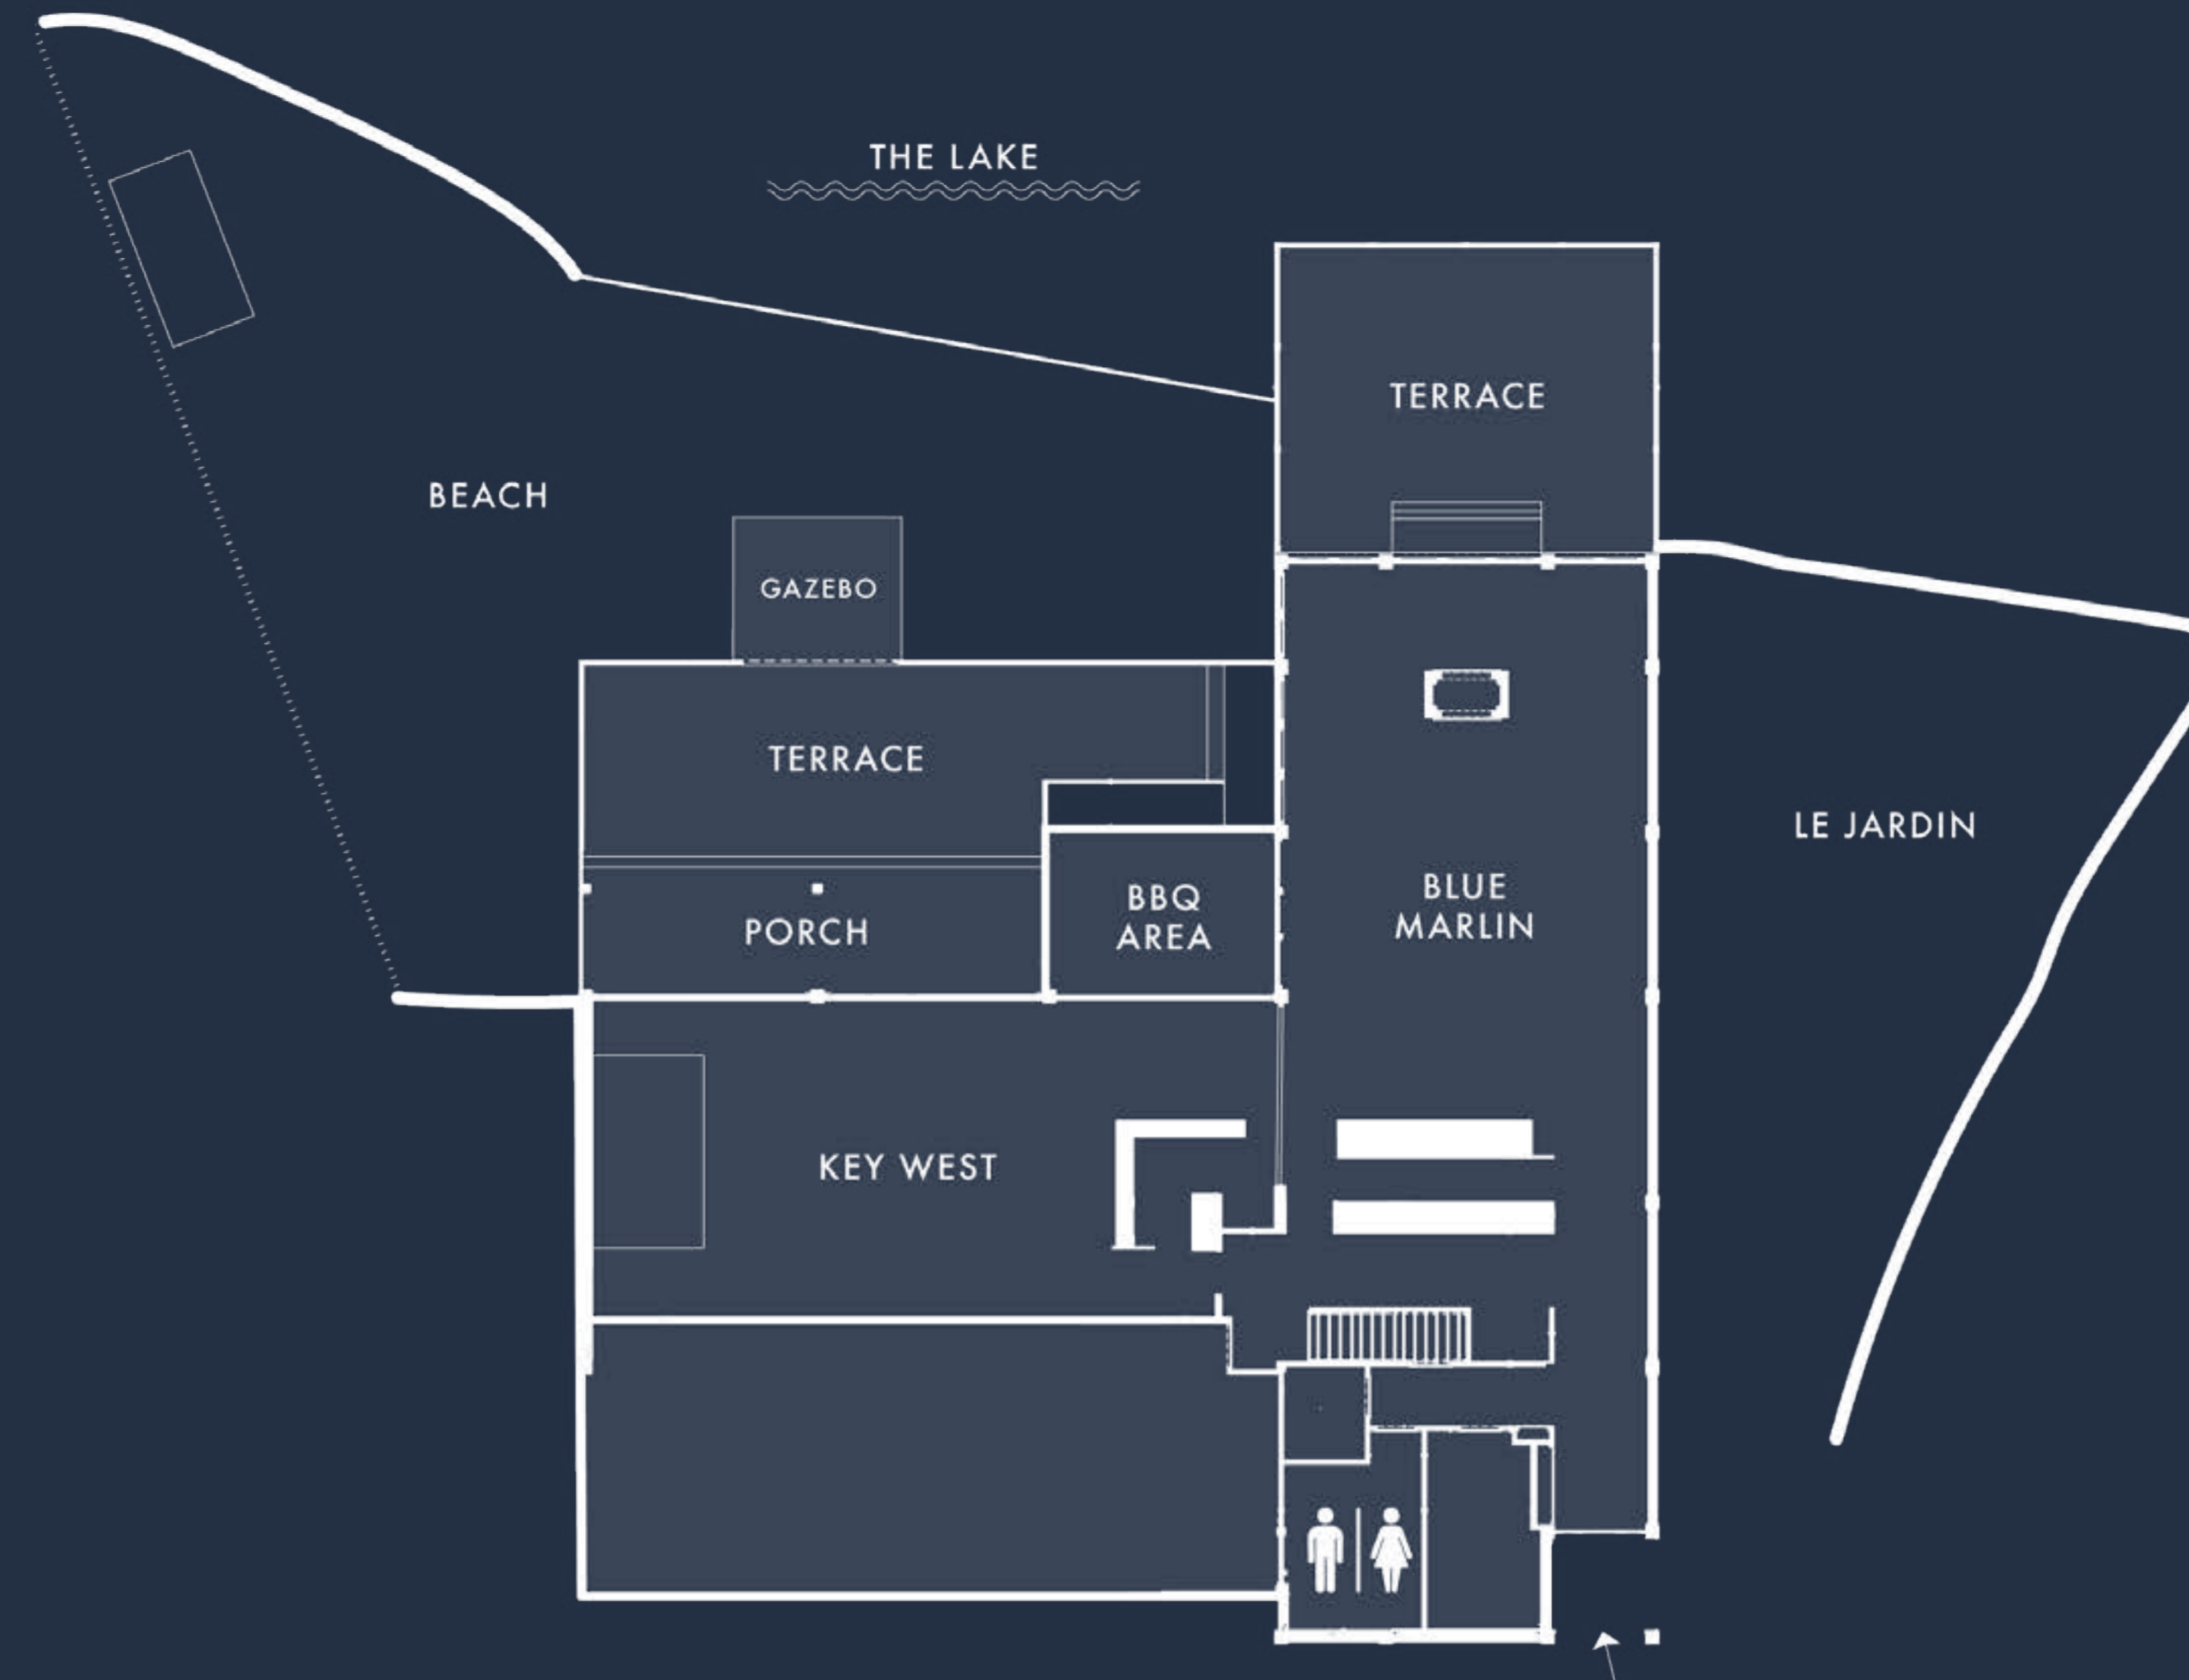 THE LAKE
TERRACE
BEACH
GAZEBO
TERRACE
LE JARDIN
BLUE
MARLIN
BBQ
AREA
PORCH
KEY WEST